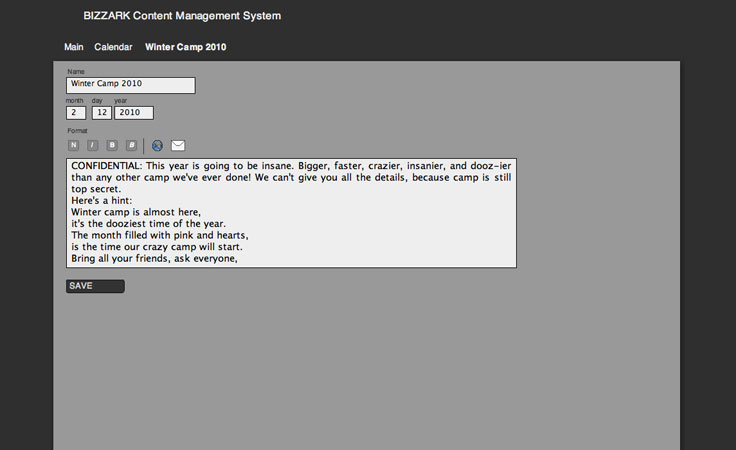 BIZZARK Content Management System
Main Calendar Winter Camp 2010
Name
Winter Camp 2010
month day year
2 12 2010
Format
N I B Ø
CONFIDENTIAL: This year is going to be insane. Bigger, faster, crazier, insanier, and dooz-ier
than any other camp we've ever done! We can't give you all the details, because camp is still
top secret.
Here's a hint:
Winter camp is almost here,
it's the dooziest time of the year.
The month filled with pink and hearts,
is the time our crazy camp will start.
Bring all your friends, ask everyone,
SAVE